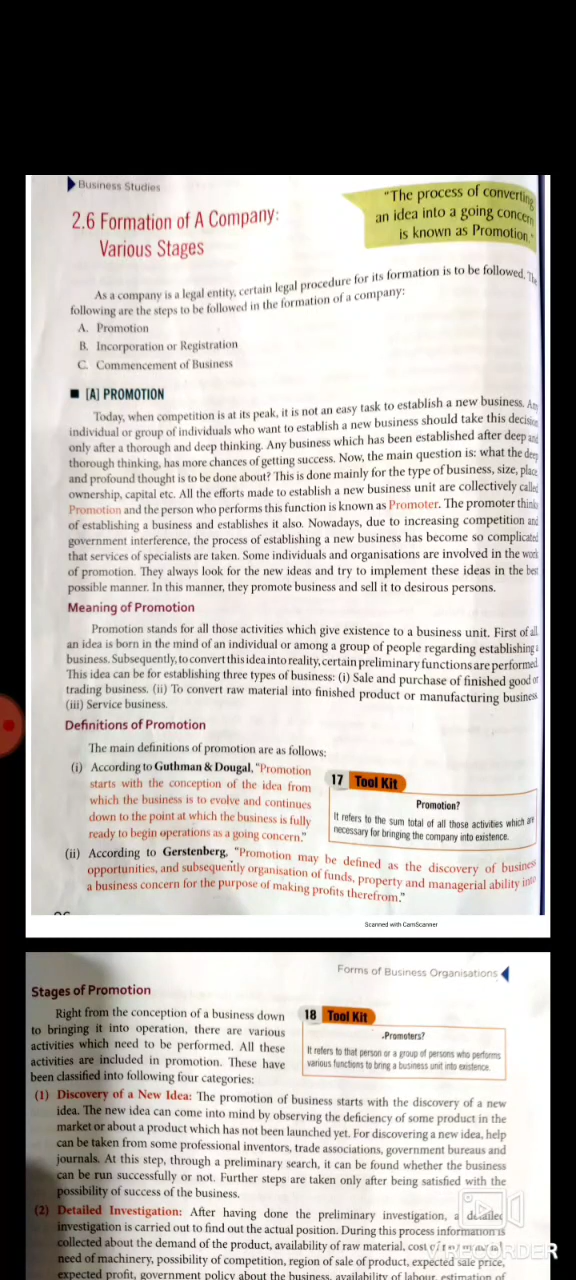 Business Studies
"The process of converting
an idea into a going concern
is known as Promotion."
2.6 Formation of A Company:
Various Stages
As a company is a legal entity, certain legal procedure for its formation is to be followed. The
following are the steps to be followed in the formation of a company:
A. Promotion
B. Incorporation or Registration
C. Commencement of Business
■ [A] PROMOTION
Today, when competition is at its peak, it is not an easy task to establish a new business. Any
individual or group of individuals who want to establish a new business should take this decision
only after a thorough and deep thinking. Any business which has been established after deep and
thorough thinking, has more chances of getting success. Now, the main question is: what the deep
and profound thought is to be done about? This is done mainly for the type of business, size, place
ownership, capital etc. All the efforts made to establish a new business unit are collectively called
Promotion and the person who performs this function is known as Promoter. The promoter thinks
of establishing a business and establishes it also. Nowadays, due to increasing competition and
government interference, the process of establishing a new business has become so complicated
that services of specialists are taken. Some individuals and organisations are involved in the work
of promotion. They always look for the new ideas and try to implement these ideas in the best
possible manner. In this manner, they promote business and sell it to desirous persons.
Meaning of Promotion
Promotion stands for all those activities which give existence to a business unit. First of all
an idea is born in the mind of an individual or among a group of people regarding establishing a
business. Subsequently, to convert this idea into reality, certain preliminary functions are performed.
This idea can be for establishing three types of business: (i) Sale and purchase of finished good or
trading business. (ii) To convert raw material into finished product or manufacturing business
(iii) Service business.
Definitions of Promotion
The main definitions of promotion are as follows:
(i) According to Guthman & Dougal, "Promotion
starts with the conception of the idea from
which the business is to evolve and continues
down to the point at which the business is fully
ready to begin operations as a going concern."
17 Tool Kit
Promotion?
It refers to the sum total of all those activities which are
necessary for bringing the company into existence.
(ii) According to Gerstenberg, "Promotion may be defined as the discovery of business
opportunities, and subsequently organisation of funds, property and managerial ability into
a business concern for the purpose of making profits therefrom."
Scanned with CamScanner
Forms of Business Organisations
Stages of Promotion
Right from the conception of a business down
to bringing it into operation, there are various
activities which need to be performed. All these
activities are included in promotion. These have
been classified into following four categories:
18 Tool Kit
Promoters?
It refers to that person or a group of persons who performs
various functions to bring a business unit into existence.
(1) Discovery of a New Idea: The promotion of business starts with the discovery of a new
idea. The new idea can come into mind by observing the deficiency of some product in the
market or about a product which has not been launched yet. For discovering a new idea, help
can be taken from some professional inventors, trade associations, government bureaus and
journals. At this step, through a preliminary search, it can be found whether the business
can be run successfully or not. Further steps are taken only after being satisfied with the
possibility of success of the business.
(2) Detailed Investigation: After having done the preliminary investigation, a detailed
investigation is carried out to find out the actual position. During this process information is
collected about the demand of the product, availability of raw material, cost of
need of machinery, possibility of competition, region of sale of product, expected sale price,
expected profit, government policy about the business, availability of labour, estimation of
RECORDER